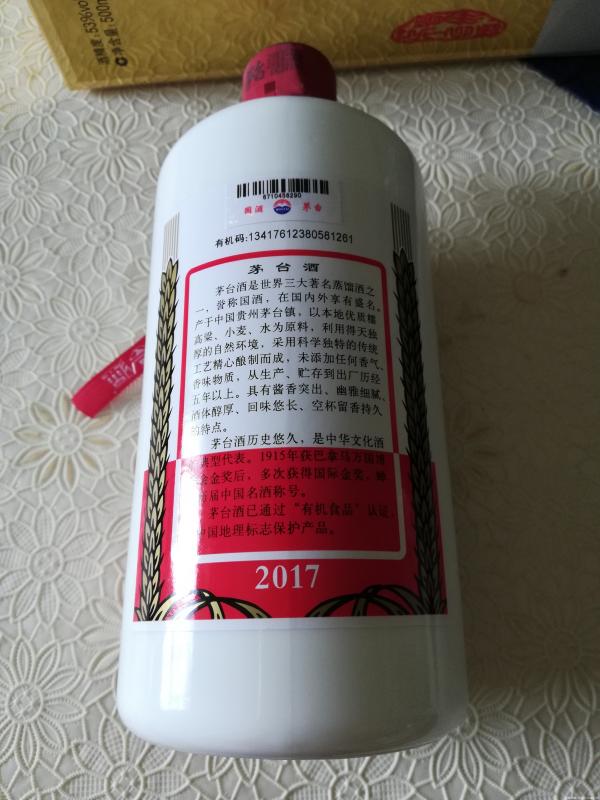 酒精度:53%vo
净含量:500m
6710458290
国酒 茅台
有机码:13417612380581261
茅台酒
茅台酒是世界三大著名蒸馏酒之
一，誉称国酒，在国内外享有盛名。
产于中国贵州茅台镇，以本地优质糯
高粱、小麦、水为原料，利用得天独
厚的自然环境，采用科学独特的传统
工艺精心酿制而成，未添加任何香气、
香味物质，从生产、贮存到出厂历经
五年以上。具有酱香突出、幽雅细腻、
酒体醇厚、回味悠长、空杯留香持久
的特点。
茅台酒历史悠久，是中华文化酒
典型代表。1915年获巴拿马万国博
会金奖后，多次获得国际金奖，蝉
历届中国名酒称号。
茅台酒已通过“有机食品”认证，
中国地理标志保护产品。
2017